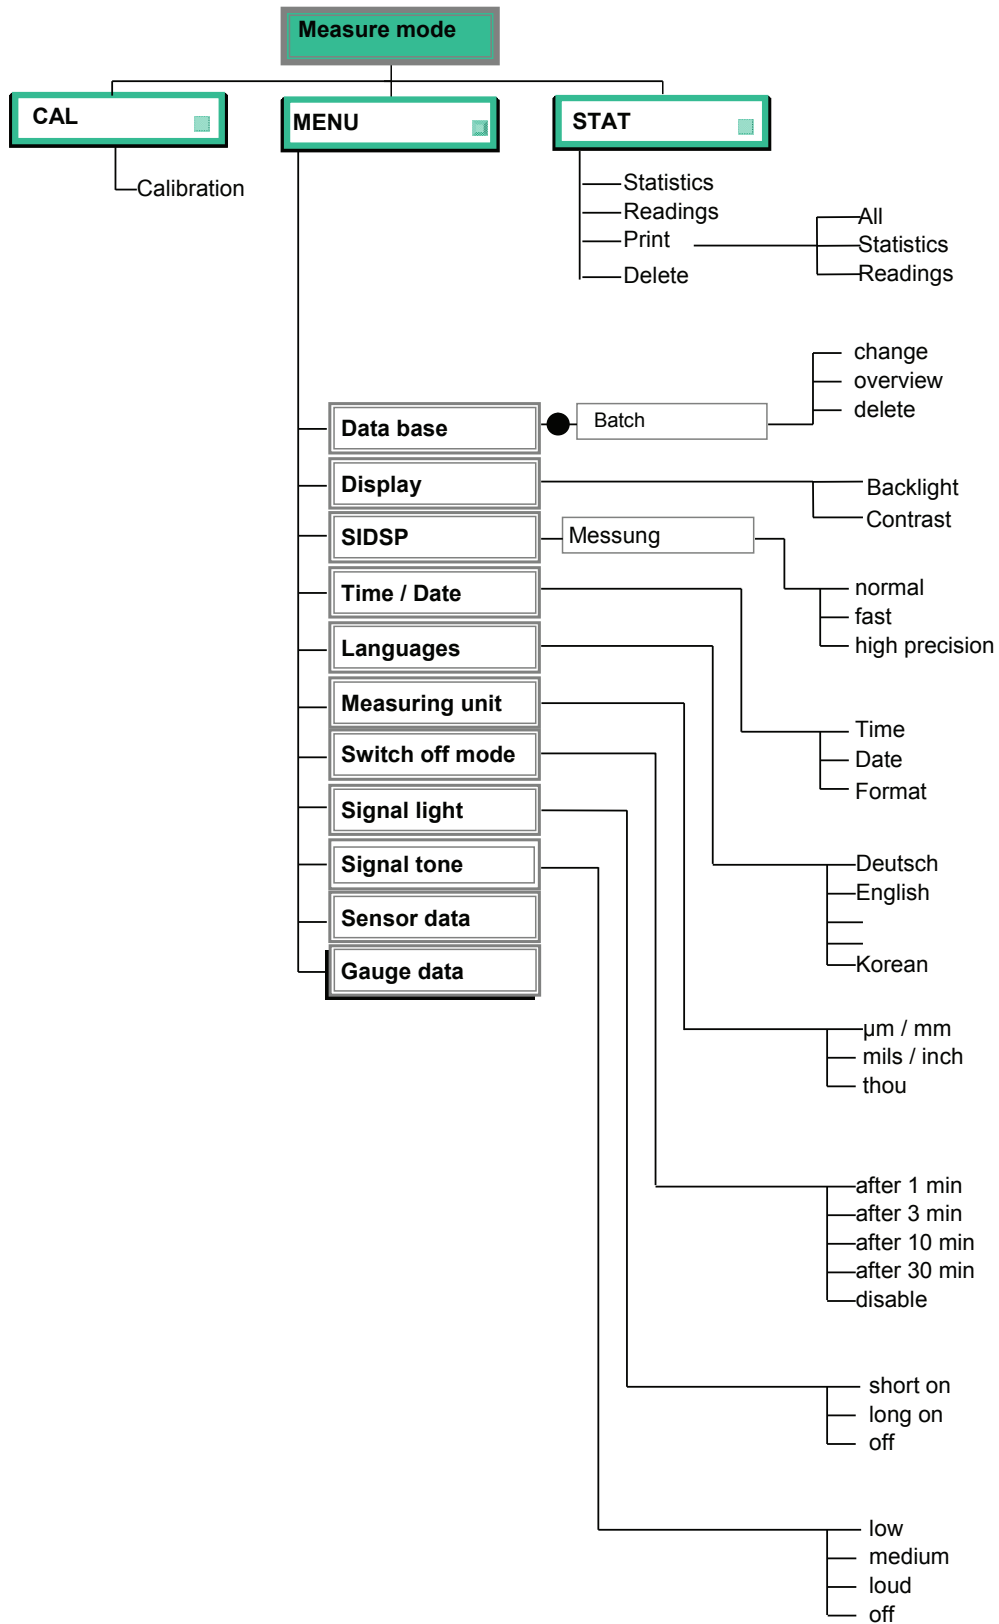 Measure mode
CAL
MENU
STAT
Calibration
Statistics
Readings
Print
Delete
All
Statistics
Readings
change
overview
delete
Data base
Batch
Display
Backlight
Contrast
SIDSP
Messung
normal
fast
high precision
Time / Date
Languages
Measuring unit
Switch off mode
Signal light
Signal tone
Sensor data
Gauge data
Time
Date
Format
Deutsch
English
Korean
µm / mm
mils / inch
thou
after 1 min
after 3 min
after 10 min
after 30 min
disable
short on
long on
off
low
medium
loud
off